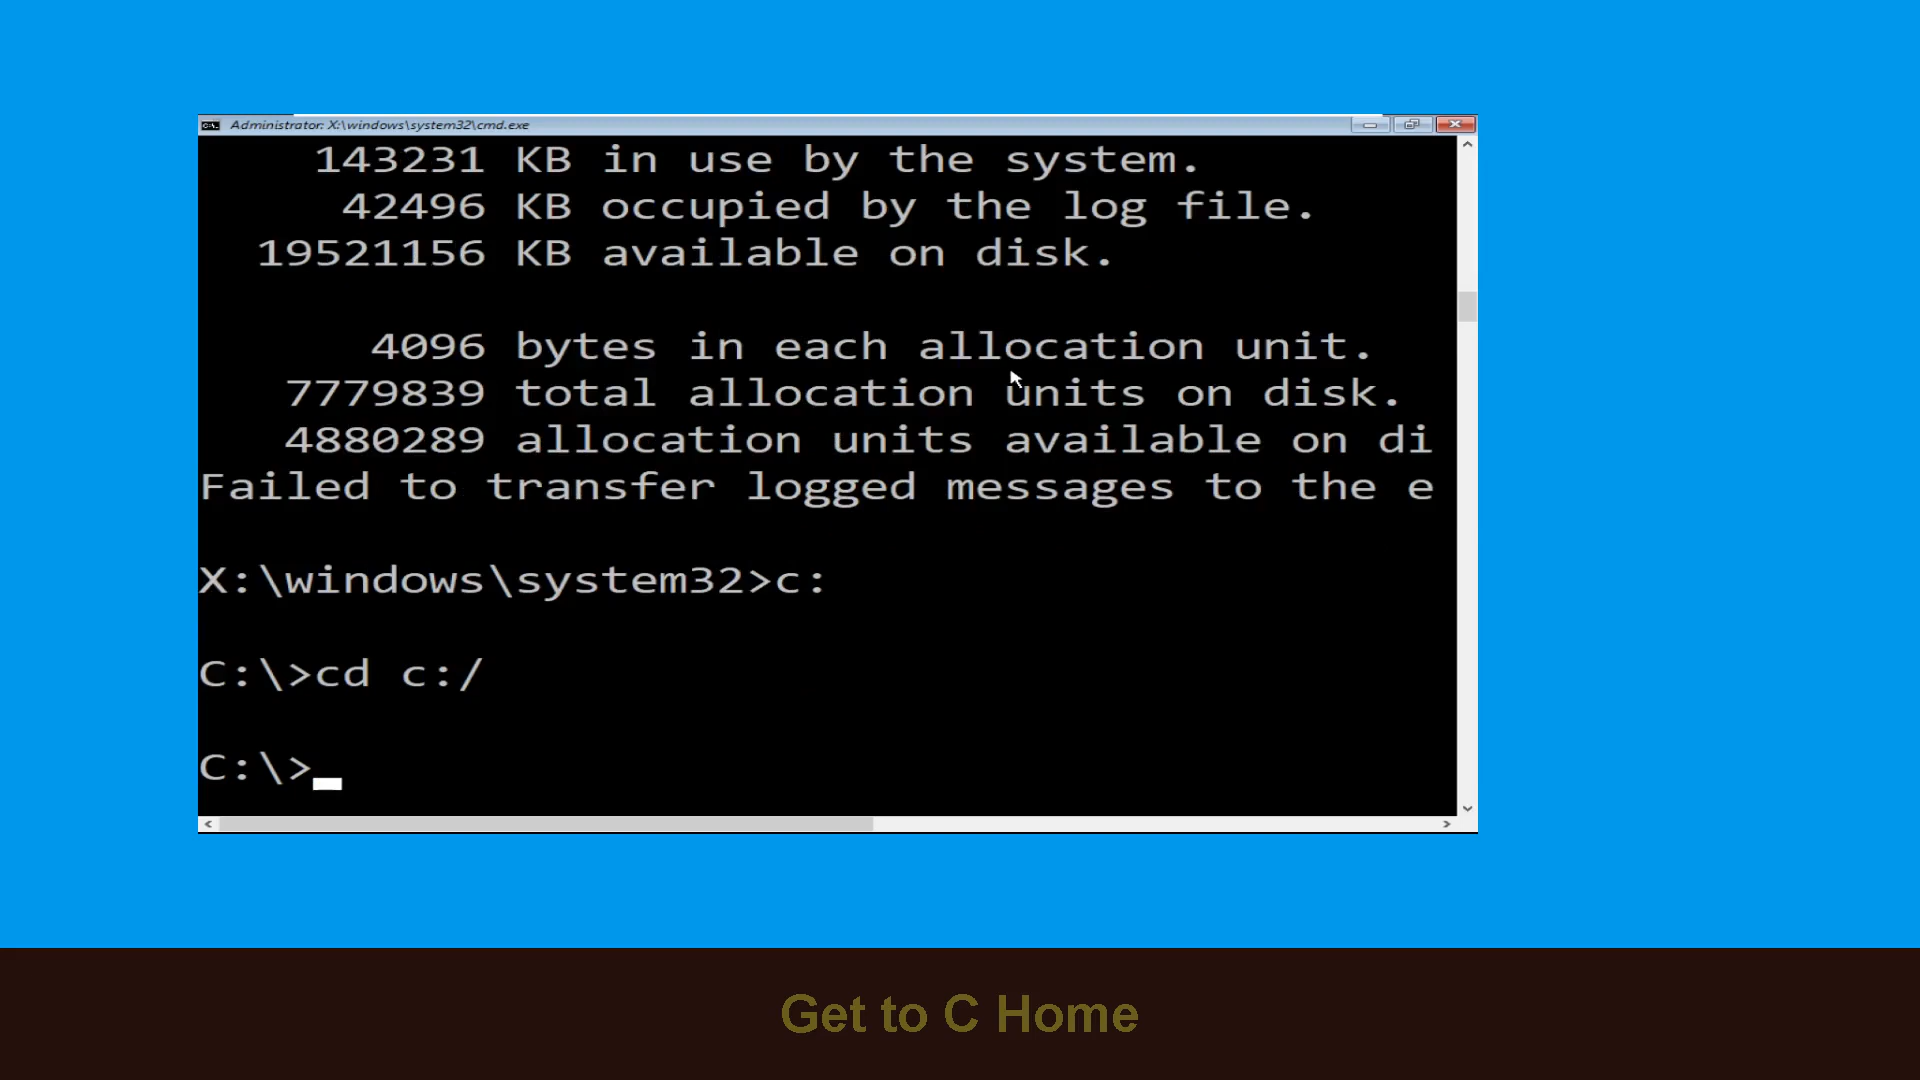 Administrator: X:\windows\system32\cmd.exe
143231 KB in use by the system.
42496 KB occupied by the log file.
19521156 KB available on disk.
4096 bytes in each allocation unit.
7779839 total allocation units on disk.
4880289 allocation units available on di
Failed to transfer logged messages to the e
X:\windows\system32>c:
C:\>cd c:/
C:\>
Get to C Home